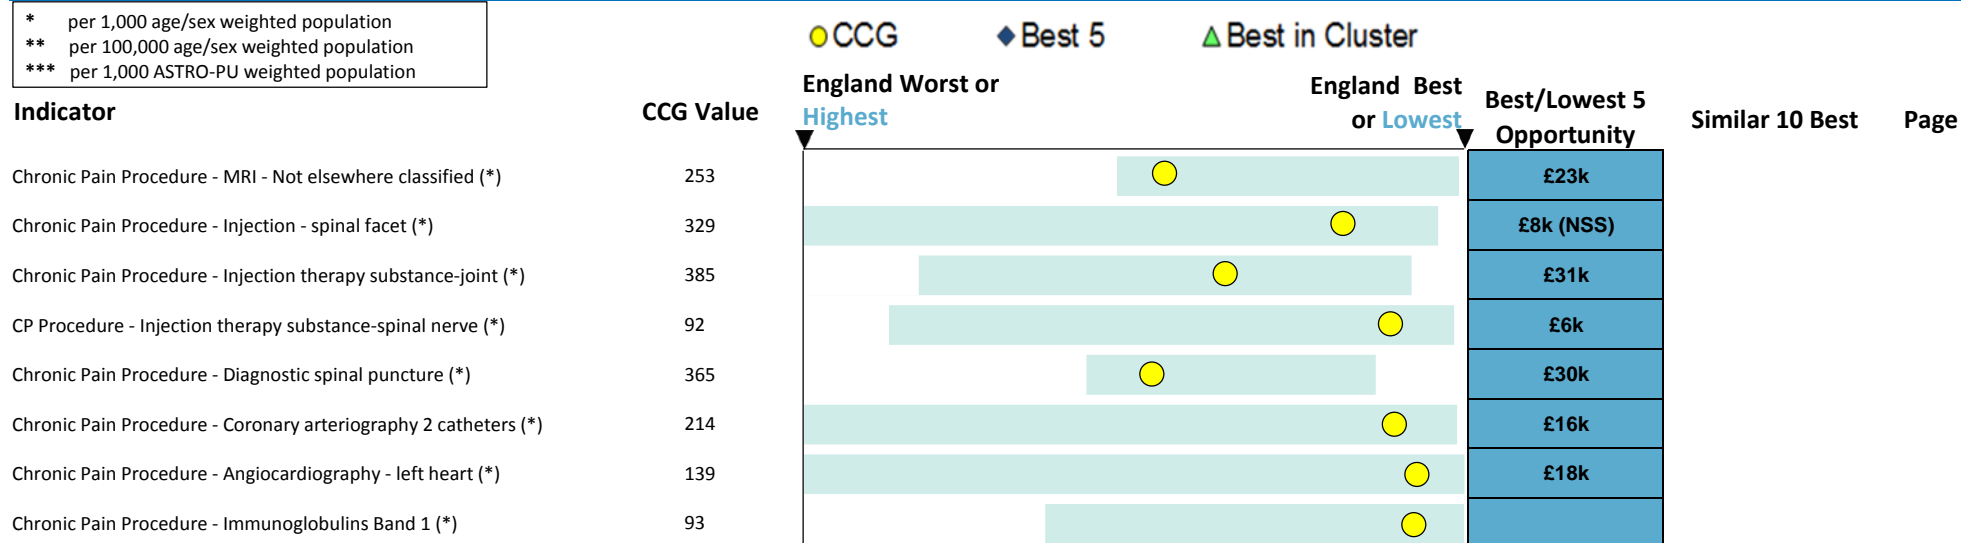 * per 1,000 age/sex weighted population
** per 100,000 age/sex weighted population
*** per 1,000 ASTRO-PU weighted population
CCG Best 5 Best in Cluster
Indicator CCG Value England Worst or Highest England Best or Lowest Best/Lowest 5 Opportunity Similar 10 Best Page
Chronic Pain Procedure - MRI - Not elsewhere classified (*) 253 £23k
Chronic Pain Procedure - Injection - spinal facet (*) 329 £8k (NSS)
Chronic Pain Procedure - Injection therapy substance-joint (*) 385 £31k
CP Procedure - Injection therapy substance-spinal nerve (*) 92 £6k
Chronic Pain Procedure - Diagnostic spinal puncture (*) 365 £30k
Chronic Pain Procedure - Coronary arteriography 2 catheters (*) 214 £16k
Chronic Pain Procedure - Angiocardiography - left heart (*) 139 £18k
Chronic Pain Procedure - Immunoglobulins Band 1 (*) 93